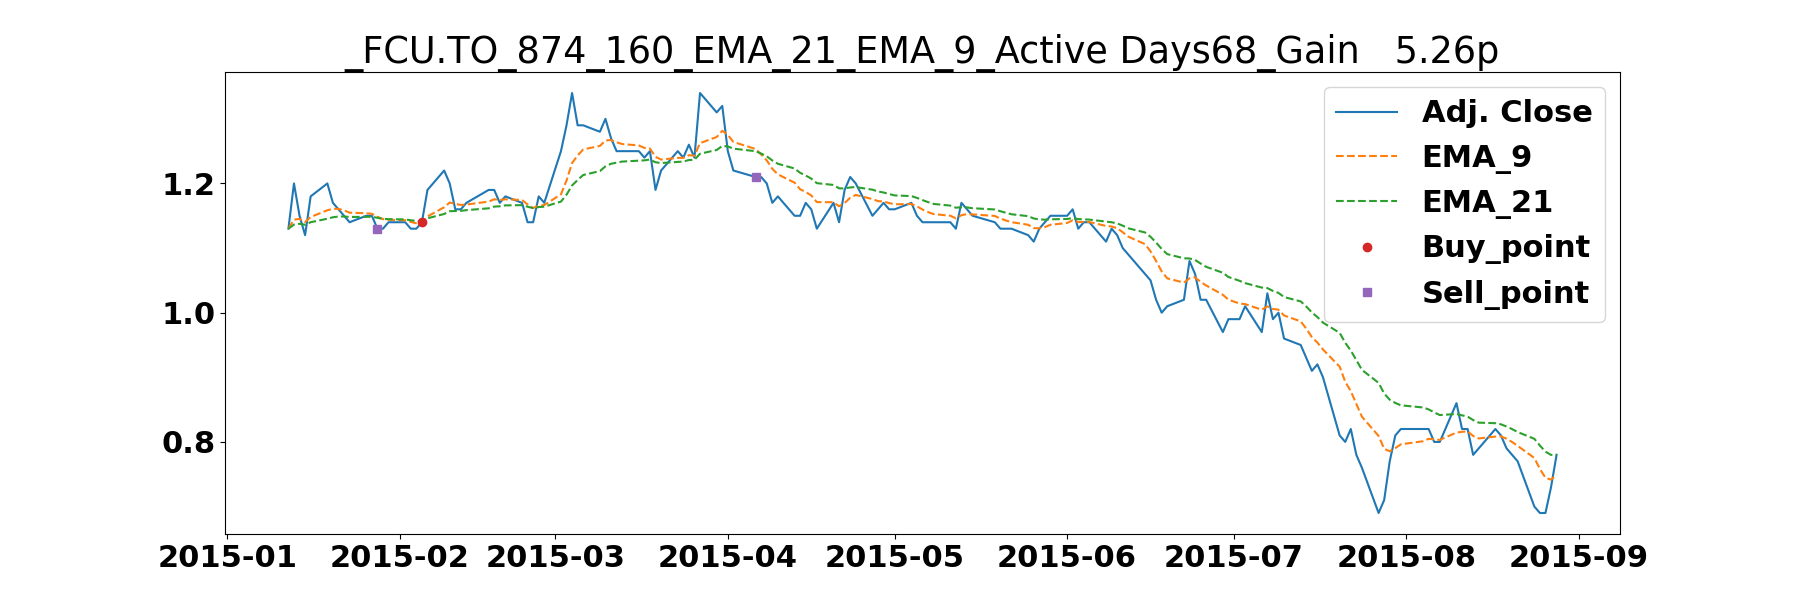 _FCU.TO_874_160_EMA_21_EMA_9_Active Days68_Gain   5.26p
Adj. Close
EMA_9
EMA_21
Buy_point
Sell_point
1.2
1.0
0.8
2015-01 2015-02 2015-03 2015-04 2015-05 2015-06 2015-07 2015-08 2015-09